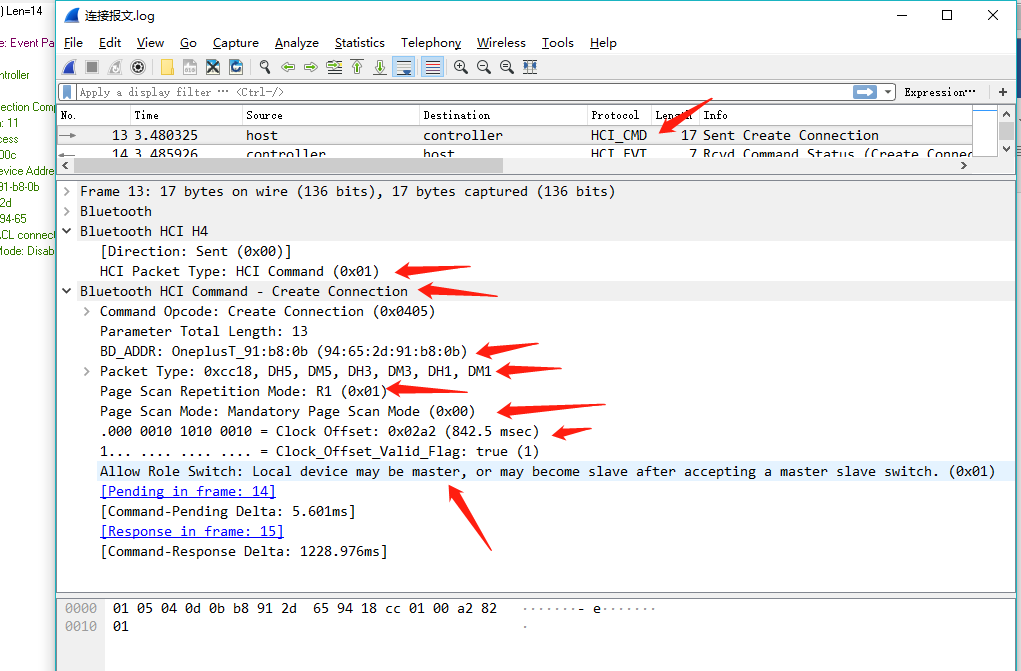 ) Len=14
连接报文.log
e: Event Pa
File Edit View Go Capture Analyze Statistics Telephony Wireless Tools Help
ntroller
Apply a display filter ··· <Ctrl-/> Expression··· +
ection Comp
No. Time Source Destination Protocol Length Info
: 11
13 3.480325 host controller HCI_CMD 17 Sent Create Connection
cess
14 3.485926 controller host HCI_EVT 7 Rcvd Command Status (Create Connec
00c
evice Addre
91-b8-0b
2d
94-65
ACL connect
Mode: Disab
Frame 13: 17 bytes on wire (136 bits), 17 bytes captured (136 bits)
Bluetooth
Bluetooth HCI H4
[Direction: Sent (0x00)]
HCI Packet Type: HCI Command (0x01)
Bluetooth HCI Command - Create Connection
Command Opcode: Create Connection (0x0405)
Parameter Total Length: 13
BD_ADDR: OneplusT_91:b8:0b (94:65:2d:91:b8:0b)
Packet Type: 0xcc18, DH5, DM5, DH3, DM3, DH1, DM1
Page Scan Repetition Mode: R1 (0x01)
Page Scan Mode: Mandatory Page Scan Mode (0x00)
.000 0010 1010 0010 = Clock Offset: 0x02a2 (842.5 msec)
1... .... .... .... = Clock_Offset_Valid_Flag: true (1)
Allow Role Switch: Local device may be master, or may become slave after accepting a master slave switch. (0x01)
[Pending in frame: 14]
[Command-Pending Delta: 5.601ms]
[Response in frame: 15]
[Command-Response Delta: 1228.976ms]
0000 01 05 04 0d 0b b8 91 2d 65 94 18 cc 01 00 a2 82 ·······- e·······
0010 01 ·